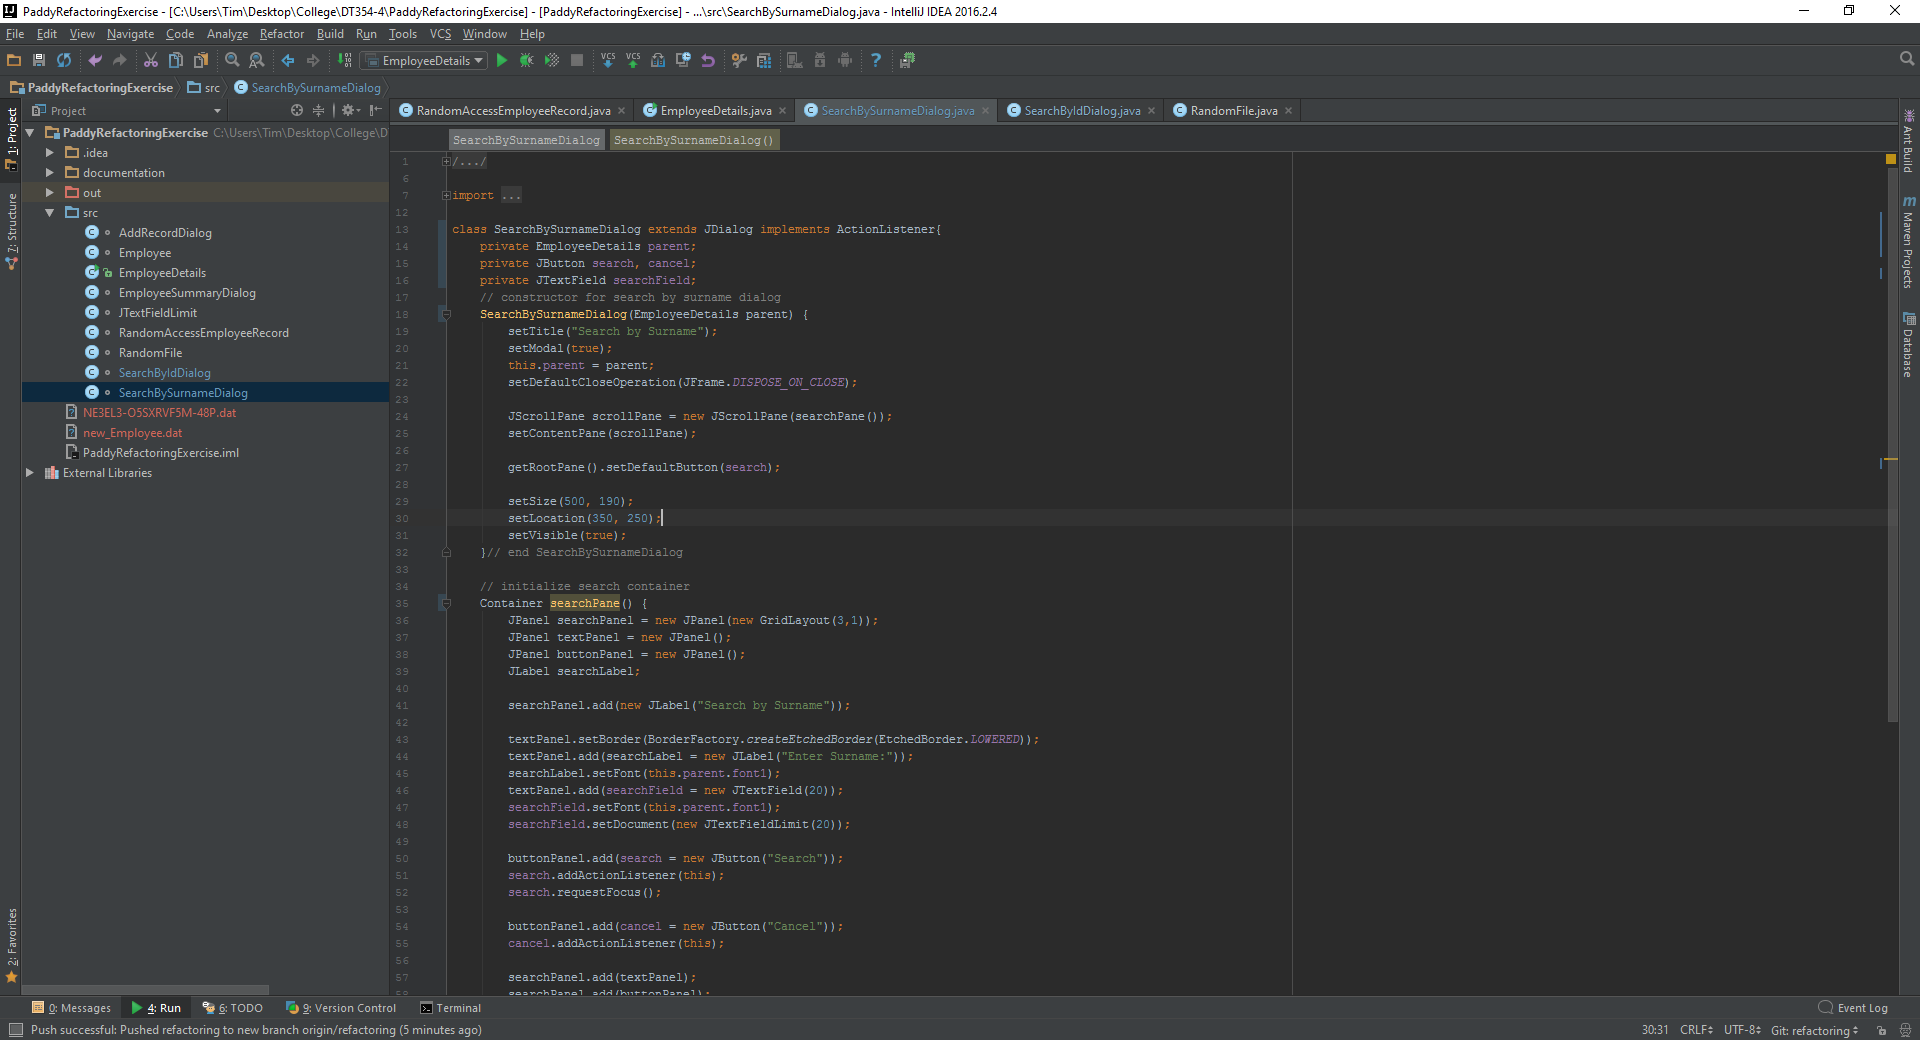 PaddyRefactoringExercise - [C:\Users\Tim\Desktop\College\DT354-4\PaddyRefactoringExercise] - [PaddyRefactoringExercise] - ...\src\SearchBySurnameDialog.java - IntelliJ IDEA 2016.2.4
File Edit View Navigate Code Analyze Refactor Build Run Tools VCS Window Help
EmployeeDetails
PaddyRefactoringExercise src SearchBySurnameDialog
Project
RandomAccessEmployeeRecord.java EmployeeDetails.java SearchBySurnameDialog.java SearchByIdDialog.java RandomFile.java
SearchBySurnameDialog SearchBySurnameDialog()
1: Project
7: Structure
2: Favorites
PaddyRefactoringExercise C:\Users\Tim\Desktop\College\D
.idea
documentation
out
src
AddRecordDialog
Employee
EmployeeDetails
EmployeeSummaryDialog
JTextFieldLimit
RandomAccessEmployeeRecord
RandomFile
SearchByIdDialog
SearchBySurnameDialog
NE3EL3-O5SXRVF5M-48P.dat
new_Employee.dat
PaddyRefactoringExercise.iml
External Libraries
1 /.../
6
7 import ...
12
13 class SearchBySurnameDialog extends JDialog implements ActionListener{
14 private EmployeeDetails parent;
15 private JButton search, cancel;
16 private JTextField searchField;
17 // constructor for search by surname dialog
18 SearchBySurnameDialog(EmployeeDetails parent) {
19 setTitle("Search by Surname");
20 setModal(true);
21 this.parent = parent;
22 setDefaultCloseOperation(JFrame.DISPOSE_ON_CLOSE);
23
24 JScrollPane scrollPane = new JScrollPane(searchPane());
25 setContentPane(scrollPane);
26
27 getRootPane().setDefaultButton(search);
28
29 setSize(500, 190);
30 setLocation(350, 250);
31 setVisible(true);
32 }// end SearchBySurnameDialog
33
34 // initialize search container
35 Container searchPane() {
36 JPanel searchPanel = new JPanel(new GridLayout(3,1));
37 JPanel textPanel = new JPanel();
38 JPanel buttonPanel = new JPanel();
39 JLabel searchLabel;
40
41 searchPanel.add(new JLabel("Search by Surname"));
42
43 textPanel.setBorder(BorderFactory.createEtchedBorder(EtchedBorder.LOWERED));
44 textPanel.add(searchLabel = new JLabel("Enter Surname:"));
45 searchLabel.setFont(this.parent.font1);
46 textPanel.add(searchField = new JTextField(20));
47 searchField.setFont(this.parent.font1);
48 searchField.setDocument(new JTextFieldLimit(20));
49
50 buttonPanel.add(search = new JButton("Search"));
51 search.addActionListener(this);
52 search.requestFocus();
53
54 buttonPanel.add(cancel = new JButton("Cancel"));
55 cancel.addActionListener(this);
56
57 searchPanel.add(textPanel);
58 searchPanel.add(buttonPanel);
Ant Build
m Maven Projects
Database
0: Messages 4: Run 6: TODO 9: Version Control Terminal Event Log
Push successful: Pushed refactoring to new branch origin/refactoring (5 minutes ago) 30:31 CRLF UTF-8 Git: refactoring